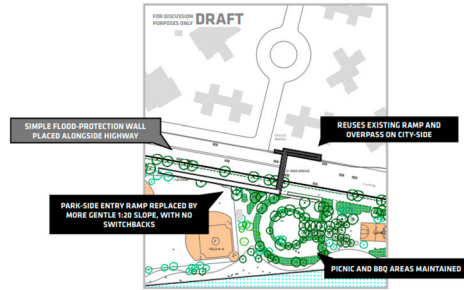 FOR DISCUSSION
PURPOSES ONLY DRAFT
SIMPLE FLOOD-PROTECTION WALL
PLACED ALONGSIDE HIGHWAY
REUSES EXISTING RAMP AND
OVERPASS ON CITY-SIDE
PARK-SIDE ENTRY RAMP REPLACED BY
MORE GENTLE 1:20 SLOPE, WITH NO
SWITCHBACKS
PICNIC AND BBQ AREAS MAINTAINED